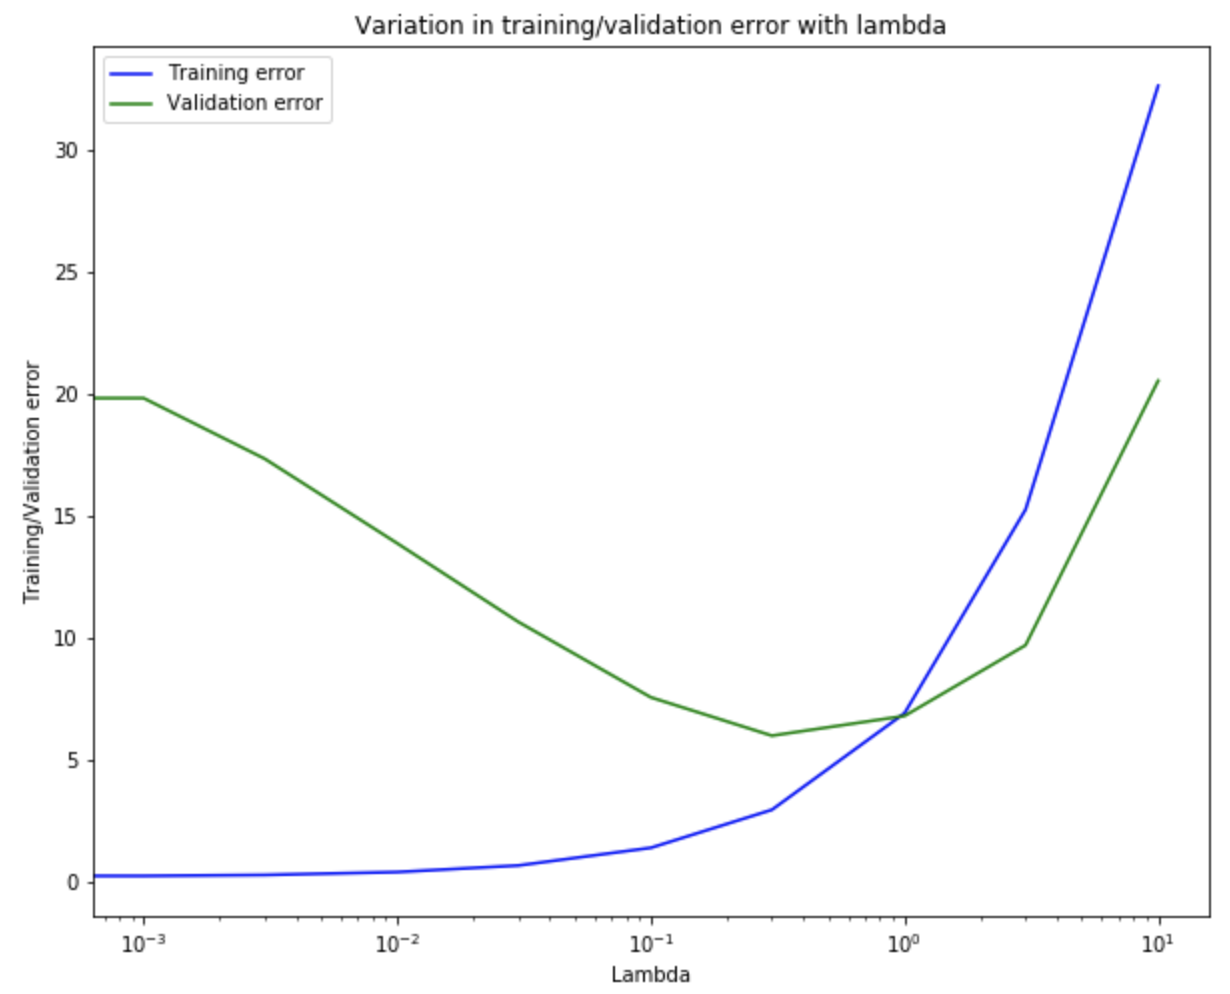 Variation in training/validation error with lambda
Training error
Validation error
30
25
20
15
10
5
0
Training/Validation error
10⁻³ 10⁻² 10⁻¹ 10⁰ 10¹
Lambda